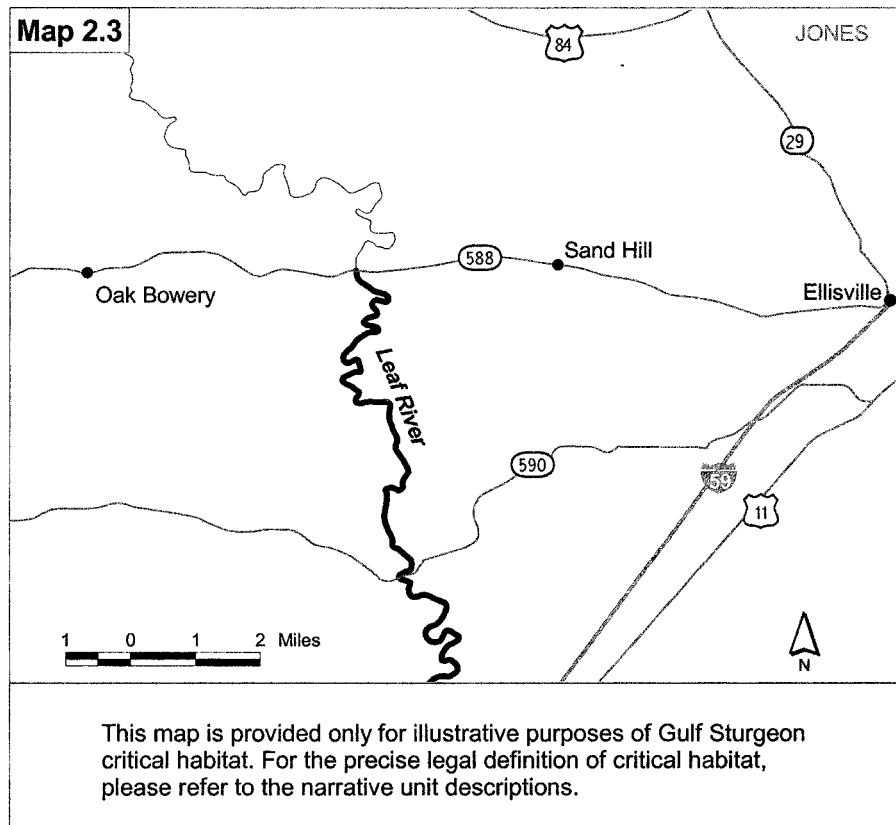 Map 2.3
84
JONES
29
588
Sand Hill
Oak Bowery
Ellisville
Leaf River
590
59
11
1 0 1 2 Miles
N
This map is provided only for illustrative purposes of Gulf Sturgeon
critical habitat. For the precise legal definition of critical habitat,
please refer to the narrative unit descriptions.